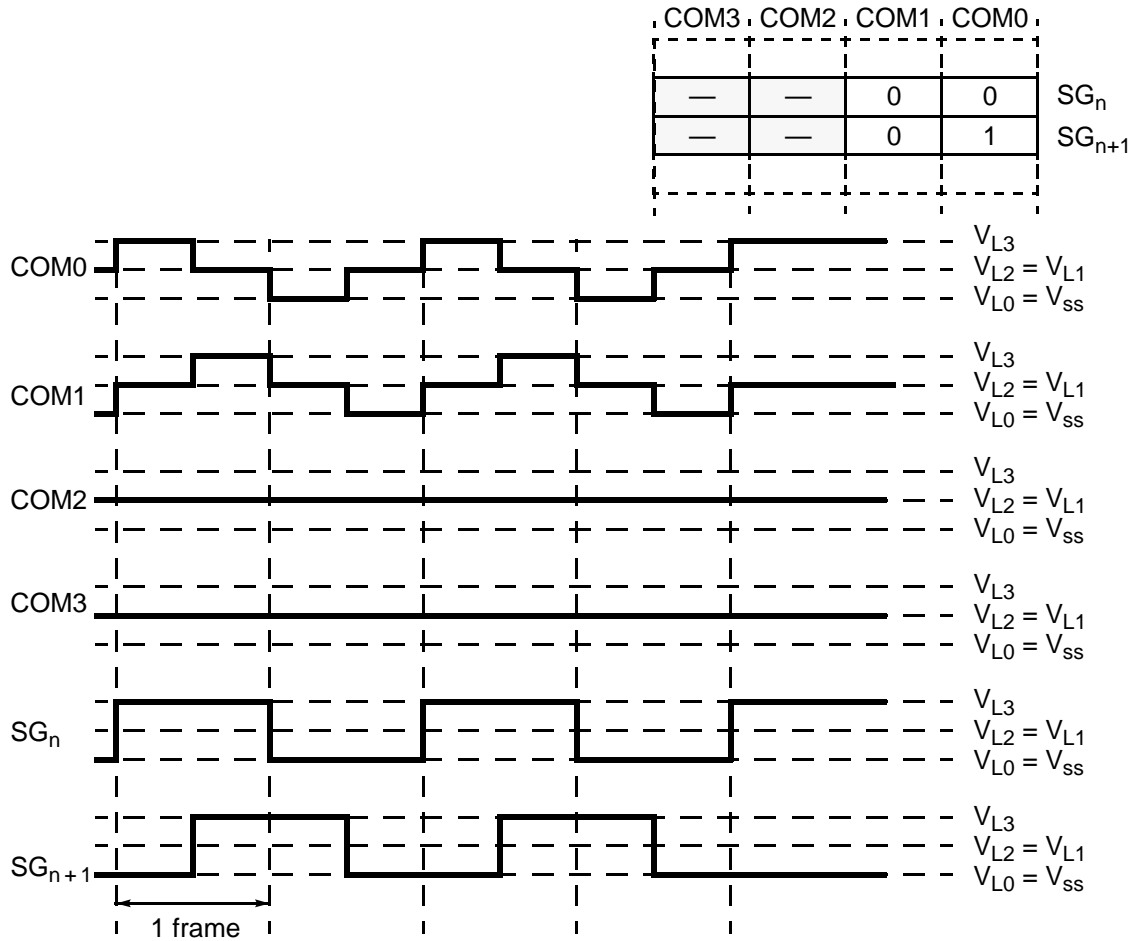 COM3 COM2 COM1 COM0
— — 0 0 SGn
— — 0 1 SGn+1
COM0
VL3
VL2 = VL1
VL0 = Vss
COM1
VL3
VL2 = VL1
VL0 = Vss
COM2
VL3
VL2 = VL1
VL0 = Vss
COM3
VL3
VL2 = VL1
VL0 = Vss
SGn
VL3
VL2 = VL1
VL0 = Vss
SGn + 1
VL3
VL2 = VL1
VL0 = Vss
1 frame